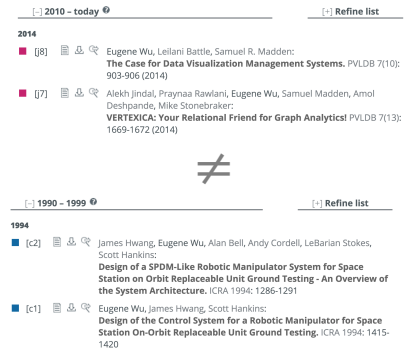 [–] 2010 – today ?
[+] Refine list
2014
[j8] Eugene Wu, Leilani Battle, Samuel R. Madden:
The Case for Data Visualization Management Systems. PVLDB 7(10):
903-906 (2014)
[j7] Alekh Jindal, Praynaa Rawlani, Eugene Wu, Samuel Madden, Amol
Deshpande, Mike Stonebraker:
VERTEXICA: Your Relational Friend for Graph Analytics! PVLDB 7(13):
1669-1672 (2014)
≠
[–] 1990 – 1999 ?
[+] Refine list
1994
[c2] James Hwang, Eugene Wu, Alan Bell, Andy Cordell, LeBarian Stokes,
Scott Hankins:
Design of a SPDM-Like Robotic Manipulator System for Space
Station on Orbit Replaceable Unit Ground Testing - An Overview of
the System Architecture. ICRA 1994: 1286-1291
[c1] Eugene Wu, James Hwang, Scott Hankins:
Design of the Control System for a Robotic Manipulator for Space
Station On-Orbit Replaceable Unit Ground Testing. ICRA 1994: 1415-
1420